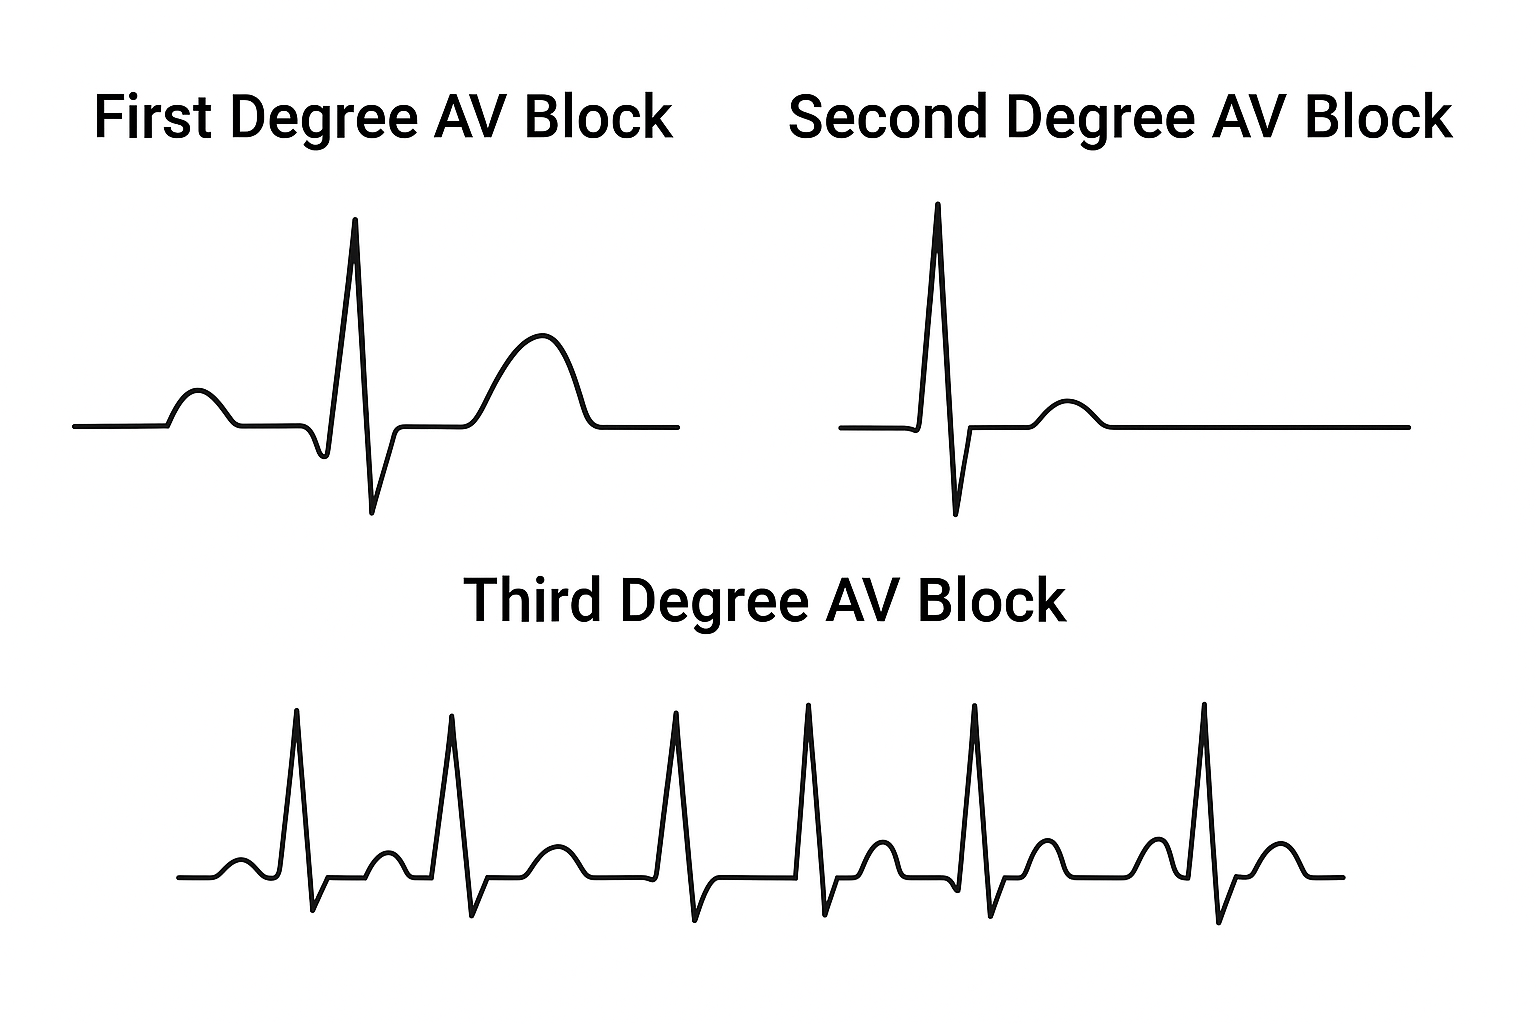 First Degree AV Block
Second Degree AV Block
Third Degree AV Block